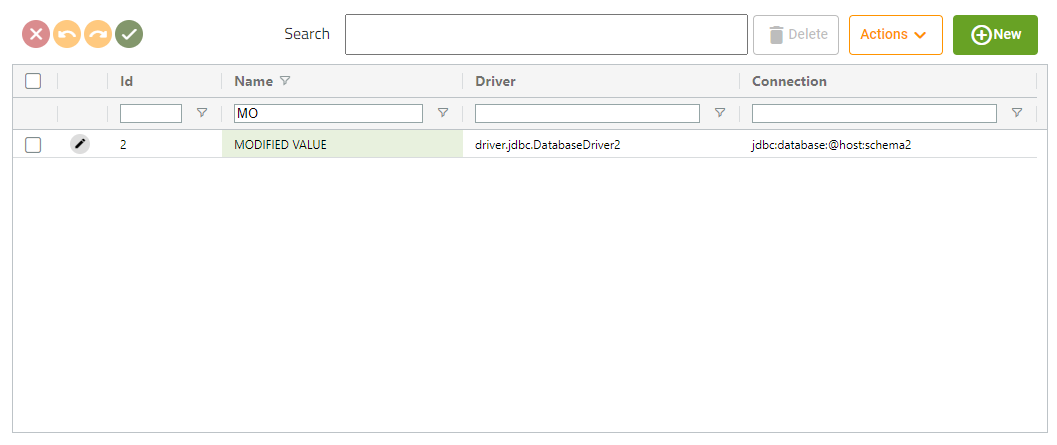 Search
Delete
Actions
New
Id Name Driver Connection
MO
2 MODIFIED VALUE driver.jdbc.DatabaseDriver2 jdbc:database:@host:schema2